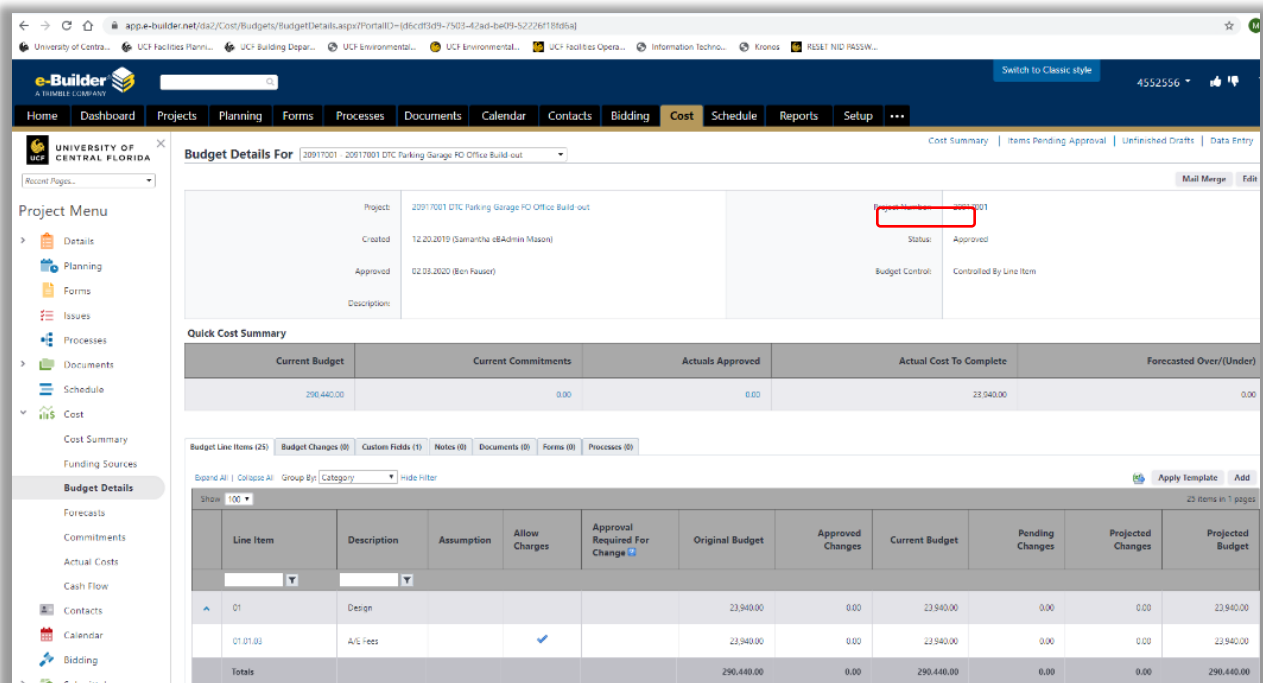 app.e-builder.net/da2/Cost/Budgets/BudgetDetails.aspx?PortalID={d6cdf3d9-7503-42ad-be09-52226f18fd6a}
University of Centra... UCF Facilities Planni... UCF Building Depar... UCF Environmental... UCF Environmental... UCF Facilities Opera... Information Techno... Kronos RESET NID PASSW...
Switch to Classic style
e-Builder
A TRIMBLE COMPANY
4552556
Home Dashboard Projects Planning Forms Processes Documents Calendar Contacts Bidding Cost Schedule Reports Setup •••
UCF UNIVERSITY OF CENTRAL FLORIDA
Cost Summary | Items Pending Approval | Unfinished Drafts | Data Entry
Budget Details For 20917001 - 20917001 DTC Parking Garage FO Office Build-out
Recent Pages...
Mail Merge Edit
Project Menu
Details
Planning
Forms
Issues
Processes
Documents
Schedule
Cost
Cost Summary
Funding Sources
Budget Details
Forecasts
Commitments
Actual Costs
Cash Flow
Contacts
Calendar
Bidding
Project: 20917001 DTC Parking Garage FO Office Build-out Project Number: 20917001
Created 12.20.2019 (Samantha eBAdmin Mason) Status: Approved
Approved 02.03.2020 (Ben Fauser) Budget Control: Controlled By Line Item
Description:
Quick Cost Summary
Current Budget Current Commitments Actuals Approved Actual Cost To Complete Forecasted Over/(Under)
290,440.00 0.00 0.00 23,940.00 0.00
Budget Line Items (25) Budget Changes (0) Custom Fields (1) Notes (0) Documents (0) Forms (0) Processes (0)
Expand All | Collapse All Group By: Category Hide Filter
Apply Template Add
Show 100 25 items in 1 pages
Line Item Description Assumption Allow Charges Approval Required For Change Original Budget Approved Changes Current Budget Pending Changes Projected Changes Projected Budget
01 Design 23,940.00 0.00 23,940.00 0.00 0.00 23,940.00
01.01.03 A/E Fees 23,940.00 0.00 23,940.00 0.00 0.00 23,940.00
Totals 290,440.00 0.00 290,440.00 0.00 0.00 290,440.00